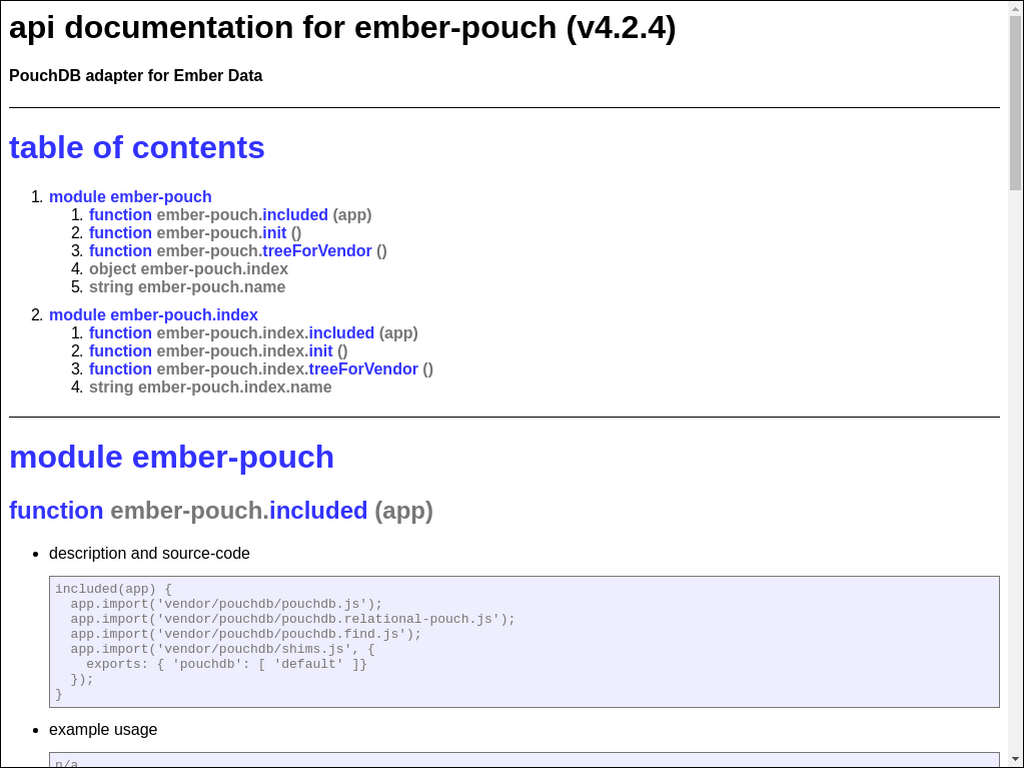 api documentation for ember-pouch (v4.2.4)
PouchDB adapter for Ember Data
table of contents
1. module ember-pouch
1. function ember-pouch.included (app)
2. function ember-pouch.init ()
3. function ember-pouch.treeForVendor ()
4. object ember-pouch.index
5. string ember-pouch.name
2. module ember-pouch.index
1. function ember-pouch.index.included (app)
2. function ember-pouch.index.init ()
3. function ember-pouch.index.treeForVendor ()
4. string ember-pouch.index.name
module ember-pouch
function ember-pouch.included (app)
• description and source-code
included(app) {
  app.import('vendor/pouchdb/pouchdb.js');
  app.import('vendor/pouchdb/pouchdb.relational-pouch.js');
  app.import('vendor/pouchdb/pouchdb.find.js');
  app.import('vendor/pouchdb/shims.js', {
    exports: { 'pouchdb': [ 'default' ]}
  });
}
• example usage
n/a